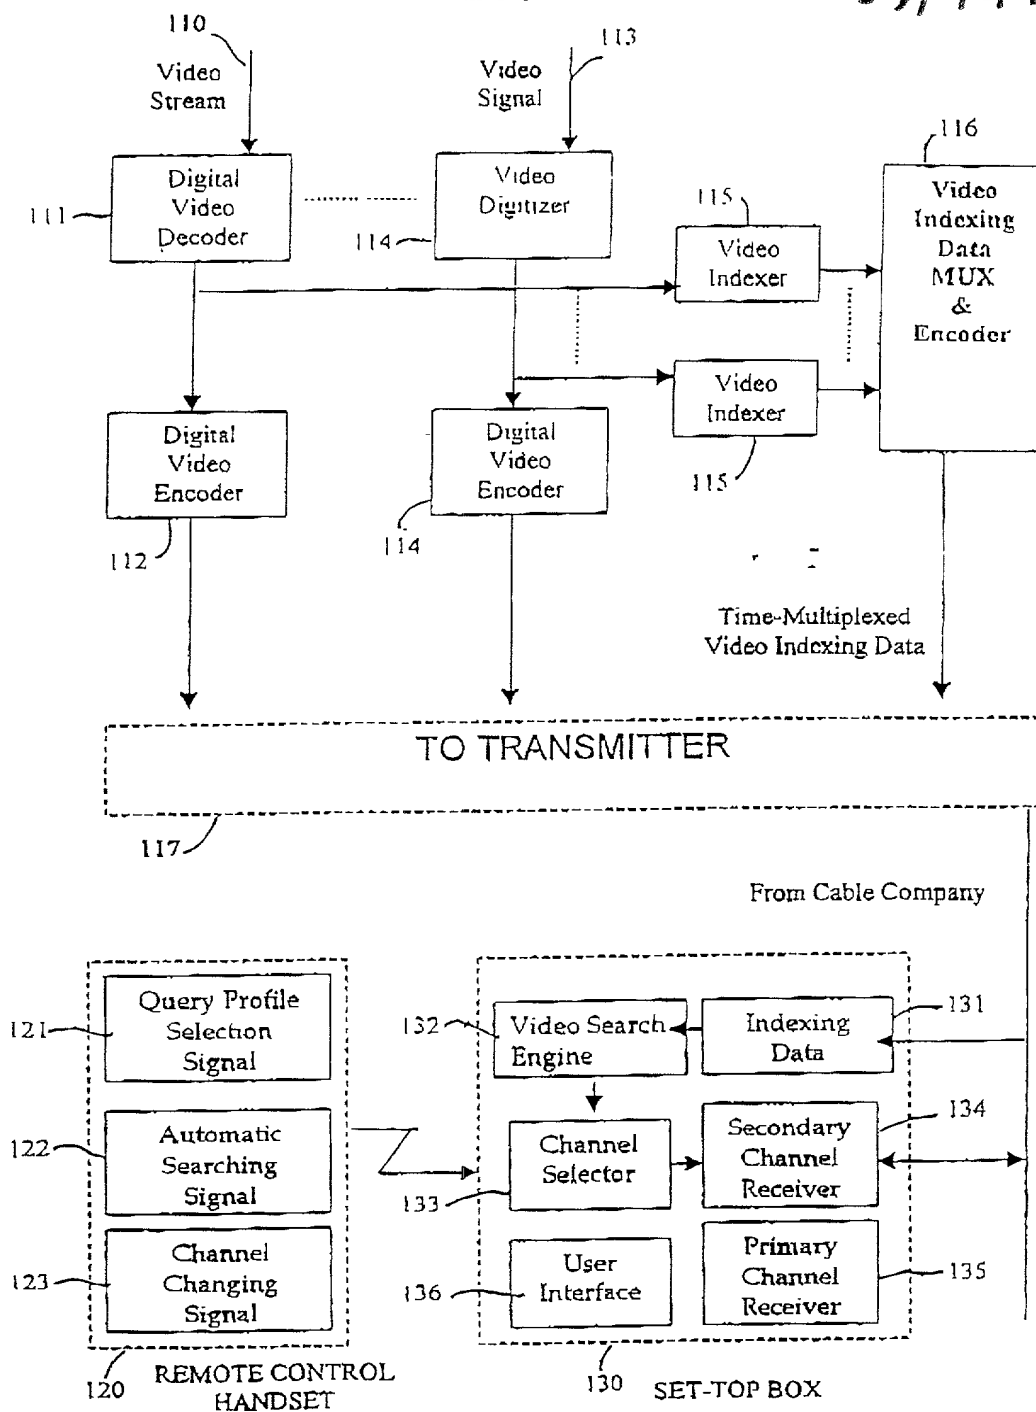 110
Video
Stream
113
Video
Signal
116
111
Digital
Video
Decoder
114
Video
Digitizer
115
Video
Indexer
Video
Indexing
Data
MUX
&
Encoder
Video
Indexer
115
Digital
Video
Encoder
112
Digital
Video
Encoder
114
Time-Multiplexed
Video Indexing Data
TO TRANSMITTER
117
From Cable Company
121
Query Profile
Selection
Signal
122
Automatic
Searching
Signal
123
Channel
Changing
Signal
120
REMOTE CONTROL
HANDSET
132
Video Search
Engine
Indexing
Data
131
133
Channel
Selector
Secondary
Channel
Receiver
134
136
User
Interface
Primary
Channel
Receiver
135
130
SET-TOP BOX